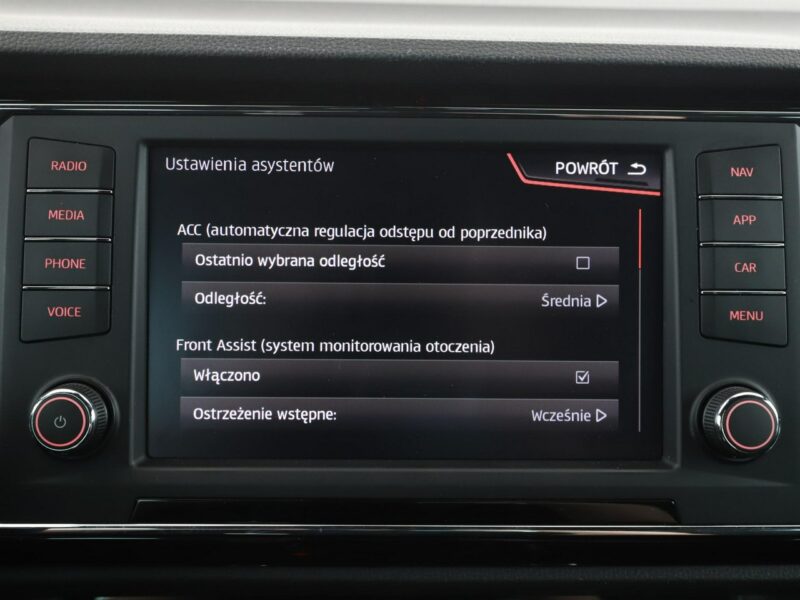 RADIO
MEDIA
PHONE
VOICE
Ustawienia asystentów
POWRÓT
ACC (automatyczna regulacja odstępu od poprzednika)
Ostatnio wybrana odległość
Odległość: Średnia
Front Assist (system monitorowania otoczenia)
Włączono
Ostrzeżenie wstępne: Wcześnie
NAV
APP
CAR
MENU